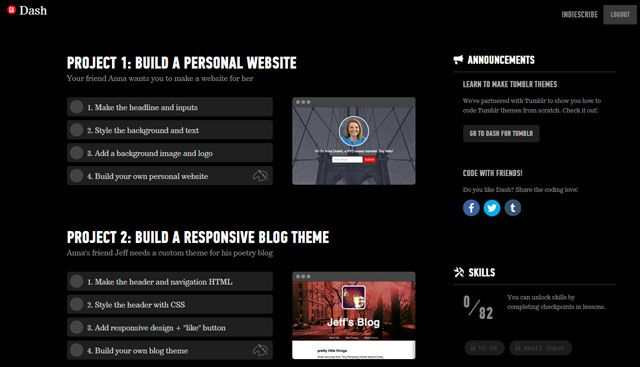 GA Dash
INDIESCRIBE
LOGOUT
PROJECT 1: BUILD A PERSONAL WEBSITE
Your friend Anna wants you to make a website for her
1. Make the headline and inputs
2. Style the background and text
3. Add a background image and logo
4. Build your own personal website
Submit
PROJECT 2: BUILD A RESPONSIVE BLOG THEME
Anna's friend Jeff needs a custom theme for his poetry blog
1. Make the header and navigation HTML
2. Style the header with CSS
3. Add responsive design + "like" button
4. Build your own blog theme
Jeff's Blog
pretty little things
ANNOUNCEMENTS
LEARN TO MAKE TUMBLR THEMES
We've partnered with Tumblr to show you how to
code Tumblr themes from scratch. Check it out!
GO TO DASH FOR TUMBLR
CODE WITH FRIENDS!
Do you like Dash? Share the coding love!
SKILLS
0/82
You can unlock skills by
completing checkpoints in lessons.
h1-h6
email input